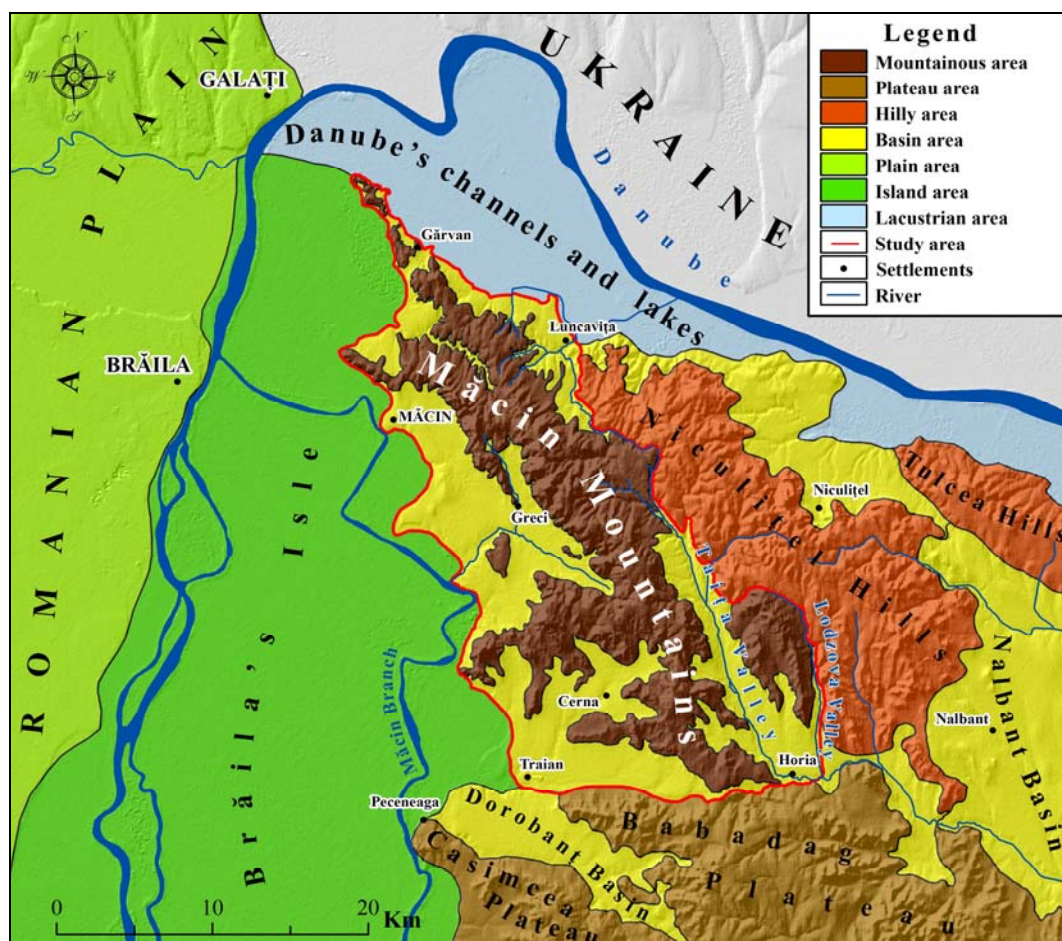 Legend
Mountainous area
Plateau area
Hilly area
Basin area
Plain area
Island area
Lacustrian area
Study area
Settlements
River
N
W
E
S
GALAȚI
UKRAINE
Danube
Danube's channels and lakes
ROMANIAN PLAIN
Gărvan
Luncavița
BRĂILA
MĂCIN
Măcin Mountains
Niculițel Hills
Niculițel
Tulcea Hills
Greci
Taița Valley
Lodzova Valley
Brăila's Isle
Măcin Branch
Cerna
Nalbant
Nalbant Basin
Traian
Horia
Peceneaga
Dorobanț Basin
Babadag Plateau
Casimcea
Plateau
0 10 20
Km